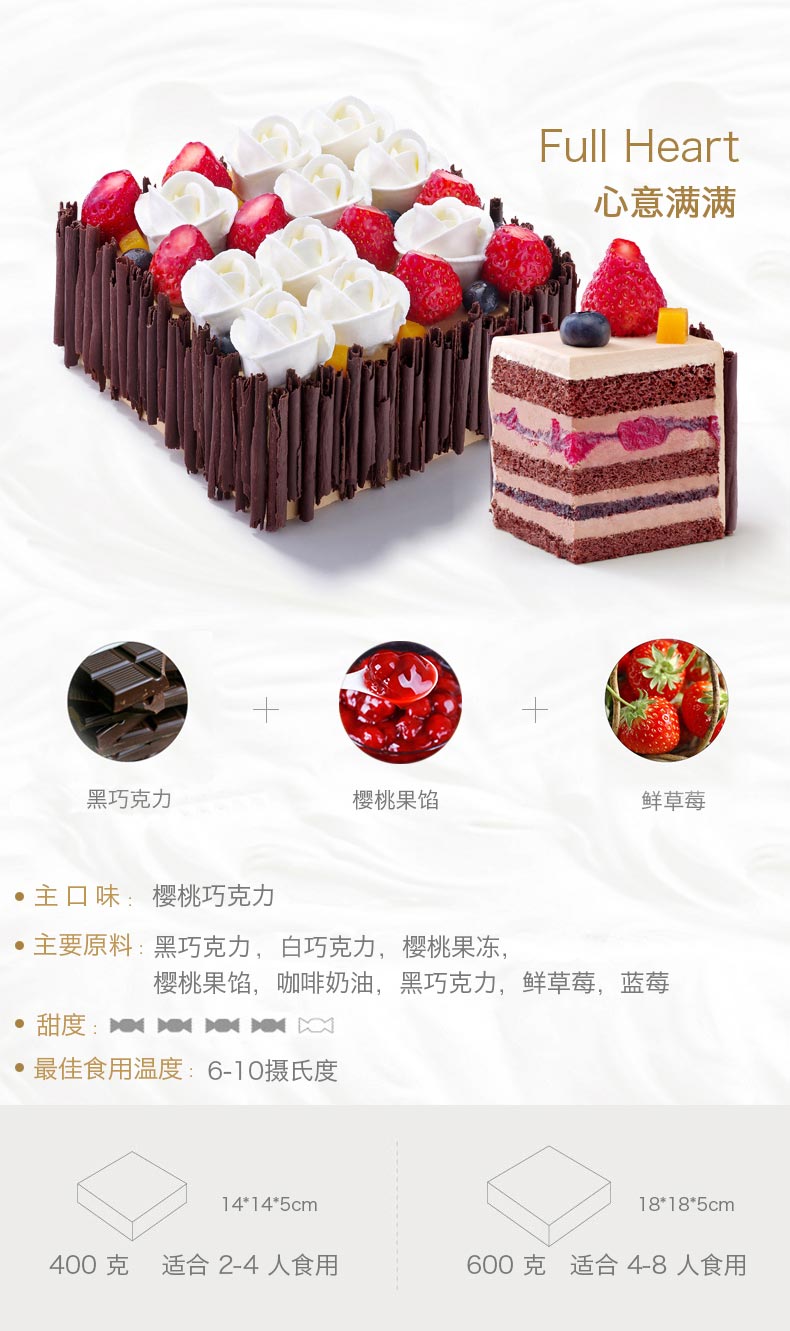 Full Heart
心意满满
黑巧克力
樱桃果馅
鲜草莓
• 主口味： 樱桃巧克力
• 主要原料： 黑巧克力，白巧克力，樱桃果冻，
樱桃果馅，咖啡奶油，黑巧克力，鲜草莓，蓝莓
• 甜度：
• 最佳食用温度： 6-10摄氏度
14*14*5cm
400 克 适合 2-4 人食用
18*18*5cm
600 克 适合 4-8 人食用